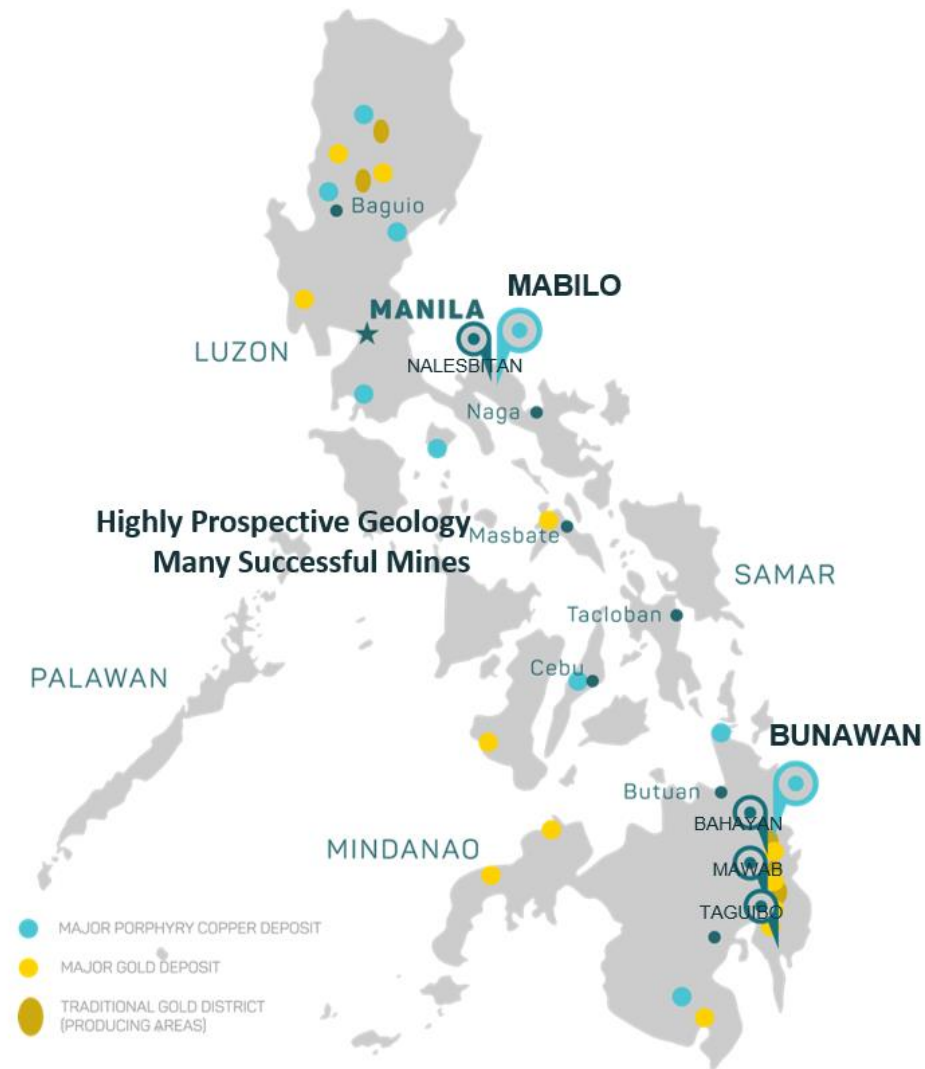 Baguio
MABILO
MANILA
LUZON
NALESBITAN
Naga
Highly Prospective Geology
Many Successful Mines
Masbate
SAMAR
Tacloban
Cebu
PALAWAN
BUNAWAN
Butuan
BAHAYAN
MINDANAO
MAWAB
TAGUIBO
MAJOR PORPHYRY COPPER DEPOSIT
MAJOR GOLD DEPOSIT
TRADITIONAL GOLD DISTRICT
(PRODUCING AREAS)